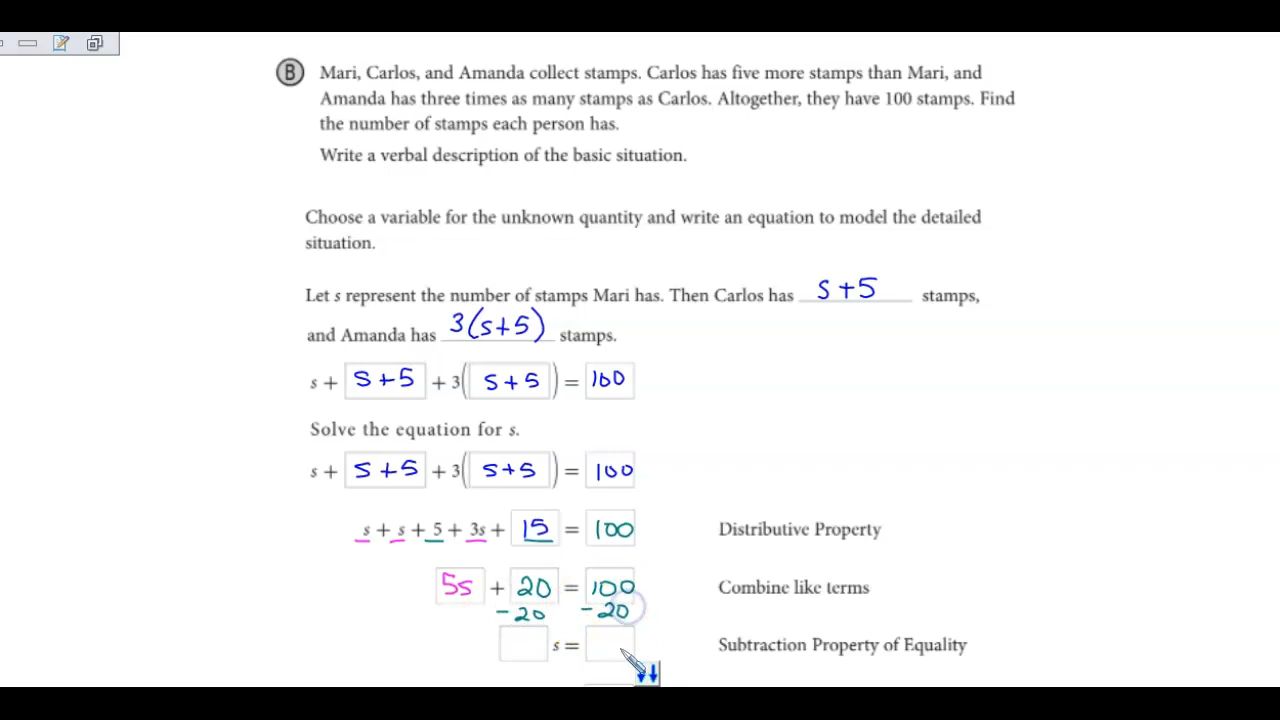 B Mari, Carlos, and Amanda collect stamps. Carlos has five more stamps than Mari, and
Amanda has three times as many stamps as Carlos. Altogether, they have 100 stamps. Find
the number of stamps each person has.
Write a verbal description of the basic situation.
Choose a variable for the unknown quantity and write an equation to model the detailed
situation.
Let s represent the number of stamps Mari has. Then Carlos has s+5 stamps,
and Amanda has 3(s+5) stamps.
s + s+5 + 3(s+5) = 100
Solve the equation for s.
s + s+5 + 3(s+5) = 100
s + s + 5 + 3s + 15 = 100 Distributive Property
5s + 20 = 100 Combine like terms
-20 -20
s = Subtraction Property of Equality